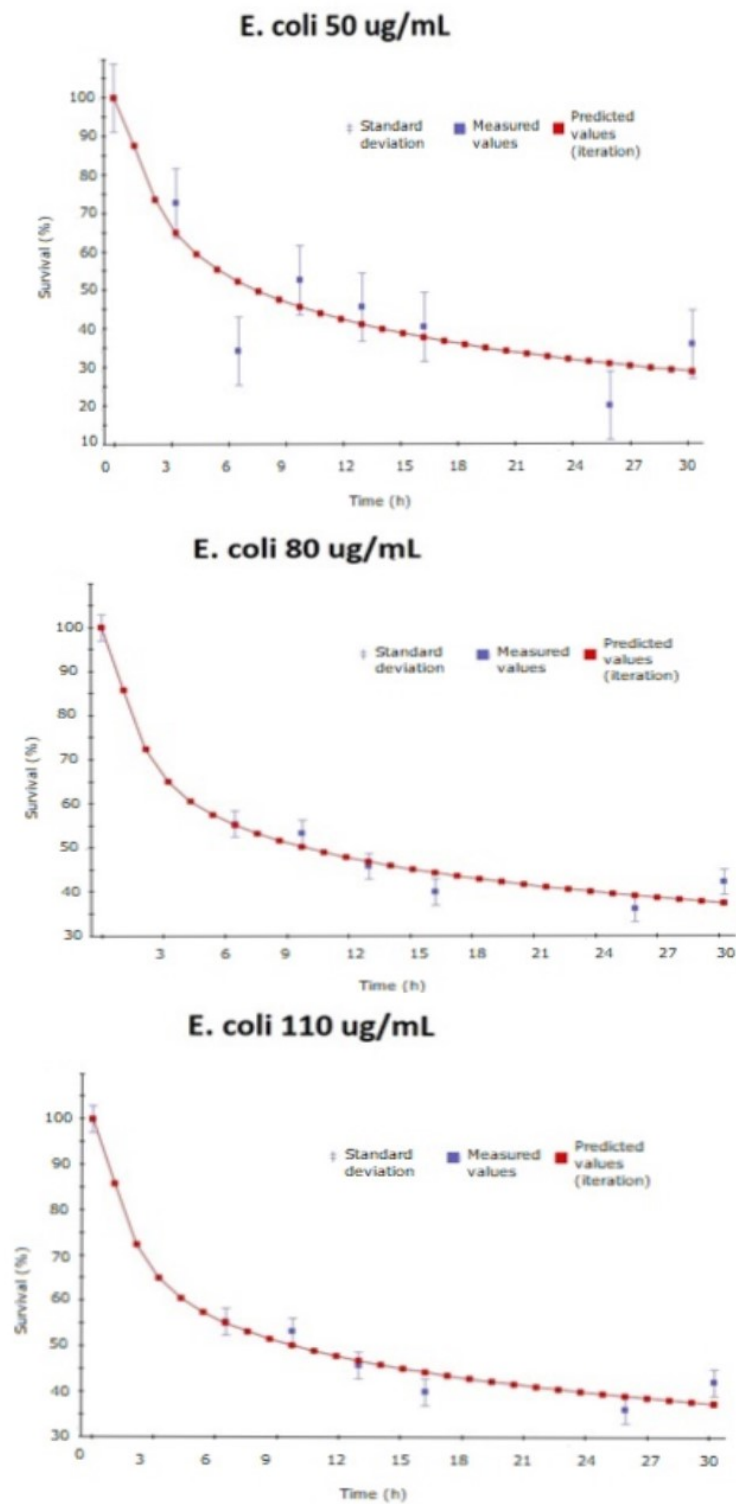 E. coli 50 ug/mL
Standard deviation
Measured values
Predicted values (iteration)
100
90
80
70
60
50
40
30
20
10
Survival (%)
0 3 6 9 12 15 18 21 24 27 30
Time (h)
E. coli 80 ug/mL
Standard deviation
Measured values
Predicted values (iteration)
100
90
80
70
60
50
40
30
Survival (%)
3 6 9 12 15 18 21 24 27 30
Time (h)
E. coli 110 ug/mL
Standard deviation
Measured values
Predicted values (iteration)
100
90
80
70
60
50
40
30
Survival (%)
0 3 6 9 12 15 18 21 24 27 30
Time (h)